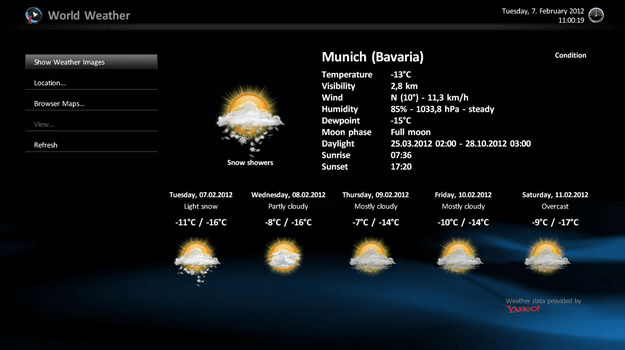 World Weather
Tuesday, 7. February 2012
11:00:19
Show Weather Images
Location...
Browser Maps...
View...
Refresh
Snow showers
Munich (Bavaria)
Condition
Temperature -13°C
Visibility 2,8 km
Wind N (10°) - 11,3 km/h
Humidity 85% - 1033,8 hPa - steady
Dewpoint -15°C
Moon phase Full moon
Daylight 25.03.2012 02:00 - 28.10.2012 03:00
Sunrise 07:36
Sunset 17:20
Tuesday, 07.02.2012 Wednesday, 08.02.2012 Thursday, 09.02.2012 Friday, 10.02.2012 Saturday, 11.02.2012
Light snow Partly cloudy Mostly cloudy Mostly cloudy Overcast
-11°C / -16°C -8°C / -16°C -7°C / -14°C -10°C / -14°C -9°C / -17°C
Weather data provided by
YAHOO!